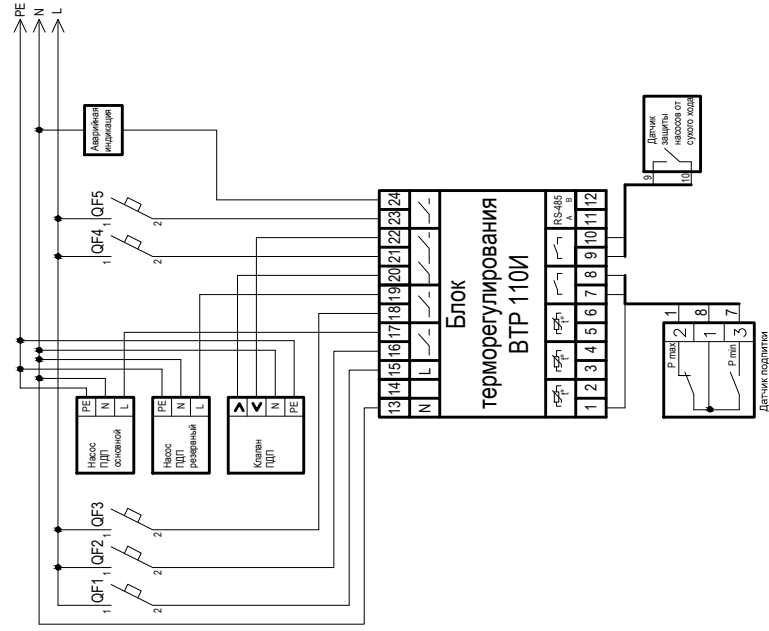 PE
N
L
Аварийная
индикация
QF5
1
2
QF4
1
2
PE
N
L
Насос
ПДП
основной
PE
N
L
Насос
ПДП
резервный
N
PE
Клапан
ПДП
QF3
1
2
QF2
1
2
QF1
1
2
13 14 15 16 17 18 19 20 21 22 23 24
N L
Блок
терморегулирования
ВТР 110И
t° t° t° RS-485
A B
1 2 3 4 5 6 7 8 9 10 11 12
Датчик
защиты
насосов от
сухого хода
9
10
1 8 7
2 1 3
P max
P min
Датчик подпитки